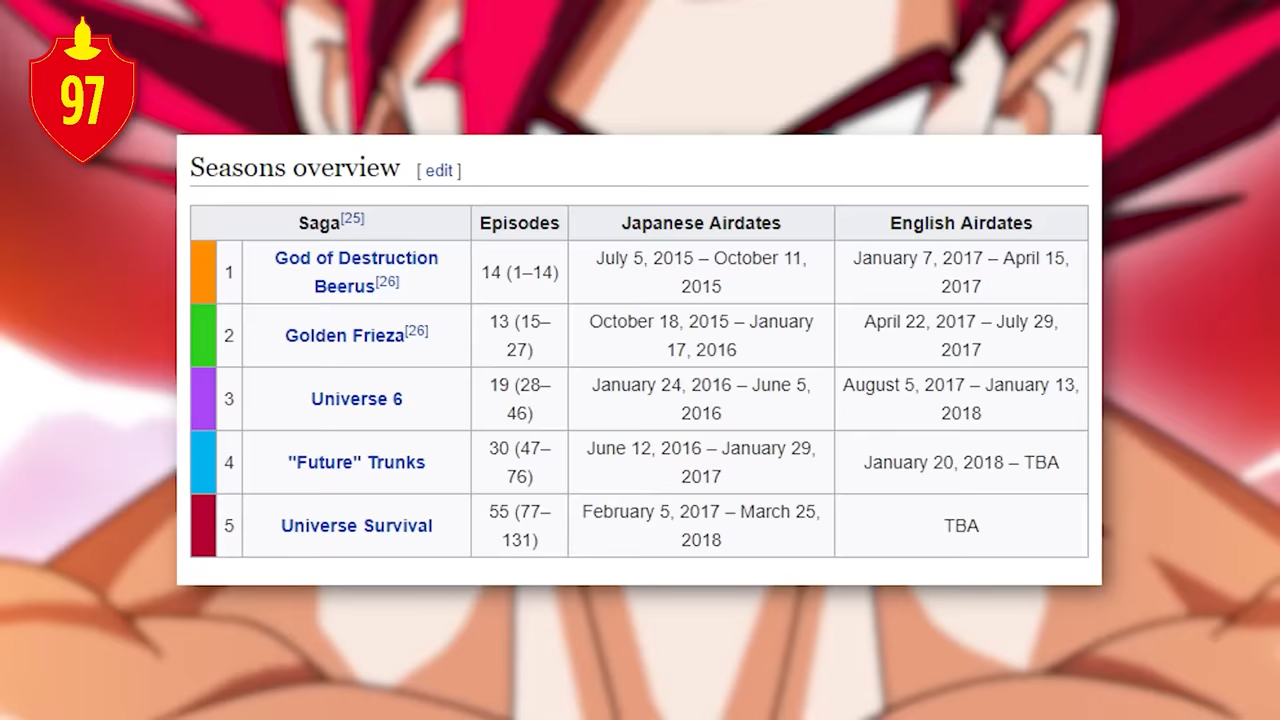 97
Seasons overview [ edit ]
Saga[25] Episodes Japanese Airdates English Airdates
1 God of Destruction Beerus[26] 14 (1–14) July 5, 2015 – October 11, 2015 January 7, 2017 – April 15, 2017
2 Golden Frieza[26] 13 (15–27) October 18, 2015 – January 17, 2016 April 22, 2017 – July 29, 2017
3 Universe 6 19 (28–46) January 24, 2016 – June 5, 2016 August 5, 2017 – January 13, 2018
4 "Future" Trunks 30 (47–76) June 12, 2016 – January 29, 2017 January 20, 2018 – TBA
5 Universe Survival 55 (77–131) February 5, 2017 – March 25, 2018 TBA